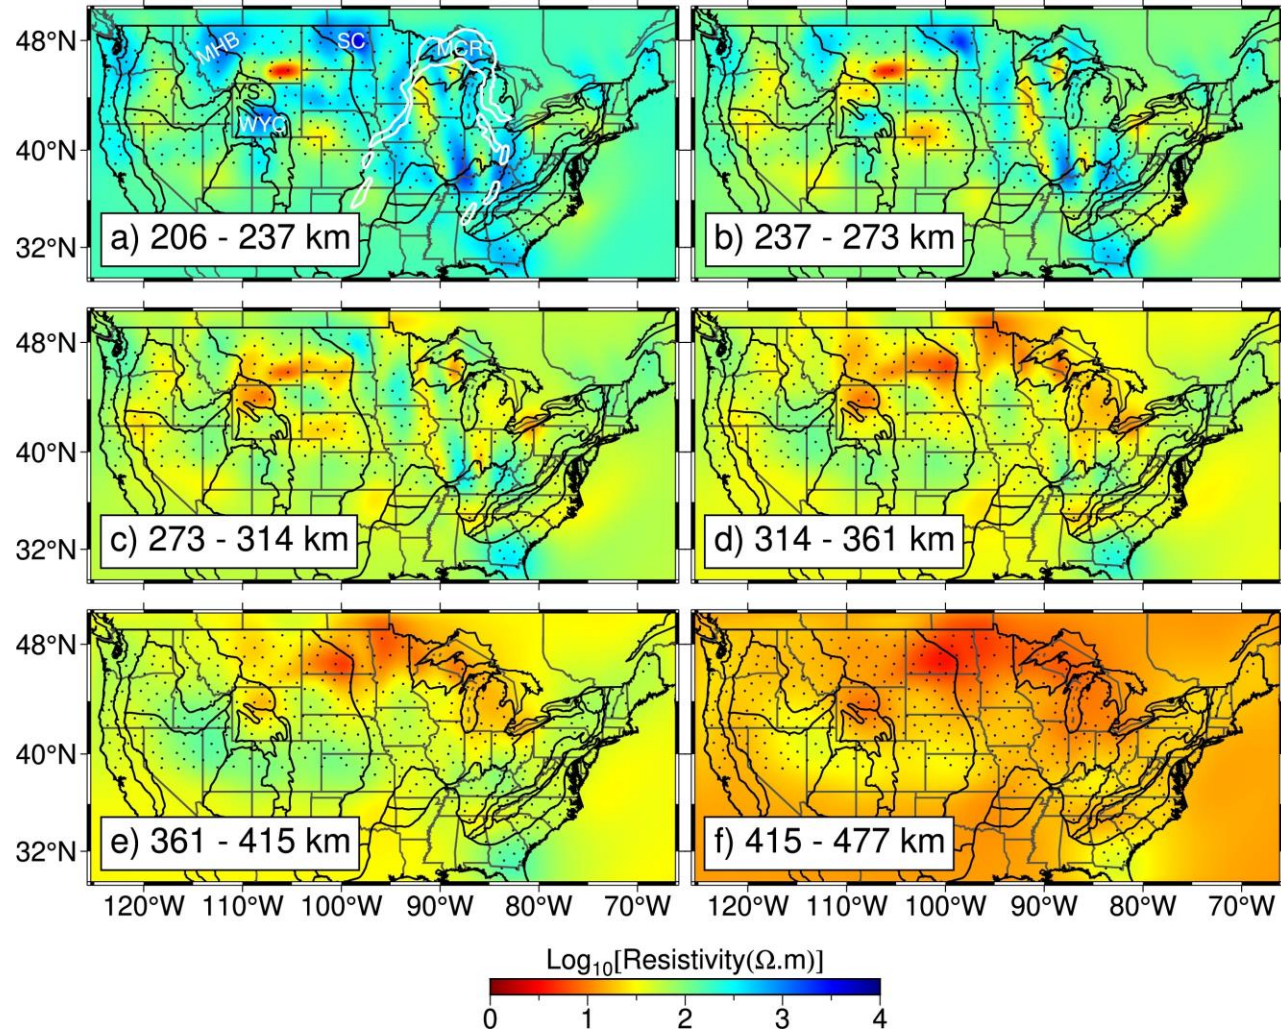 48°N
40°N
32°N
MHB
SC
MCR
YS
WYC
a) 206 - 237 km
b) 237 - 273 km
48°N
40°N
32°N
c) 273 - 314 km
d) 314 - 361 km
48°N
40°N
32°N
e) 361 - 415 km
f) 415 - 477 km
120°W 110°W 100°W 90°W 80°W 70°W
120°W 110°W 100°W 90°W 80°W 70°W
Log₁₀[Resistivity(Ω.m)]
0 1 2 3 4